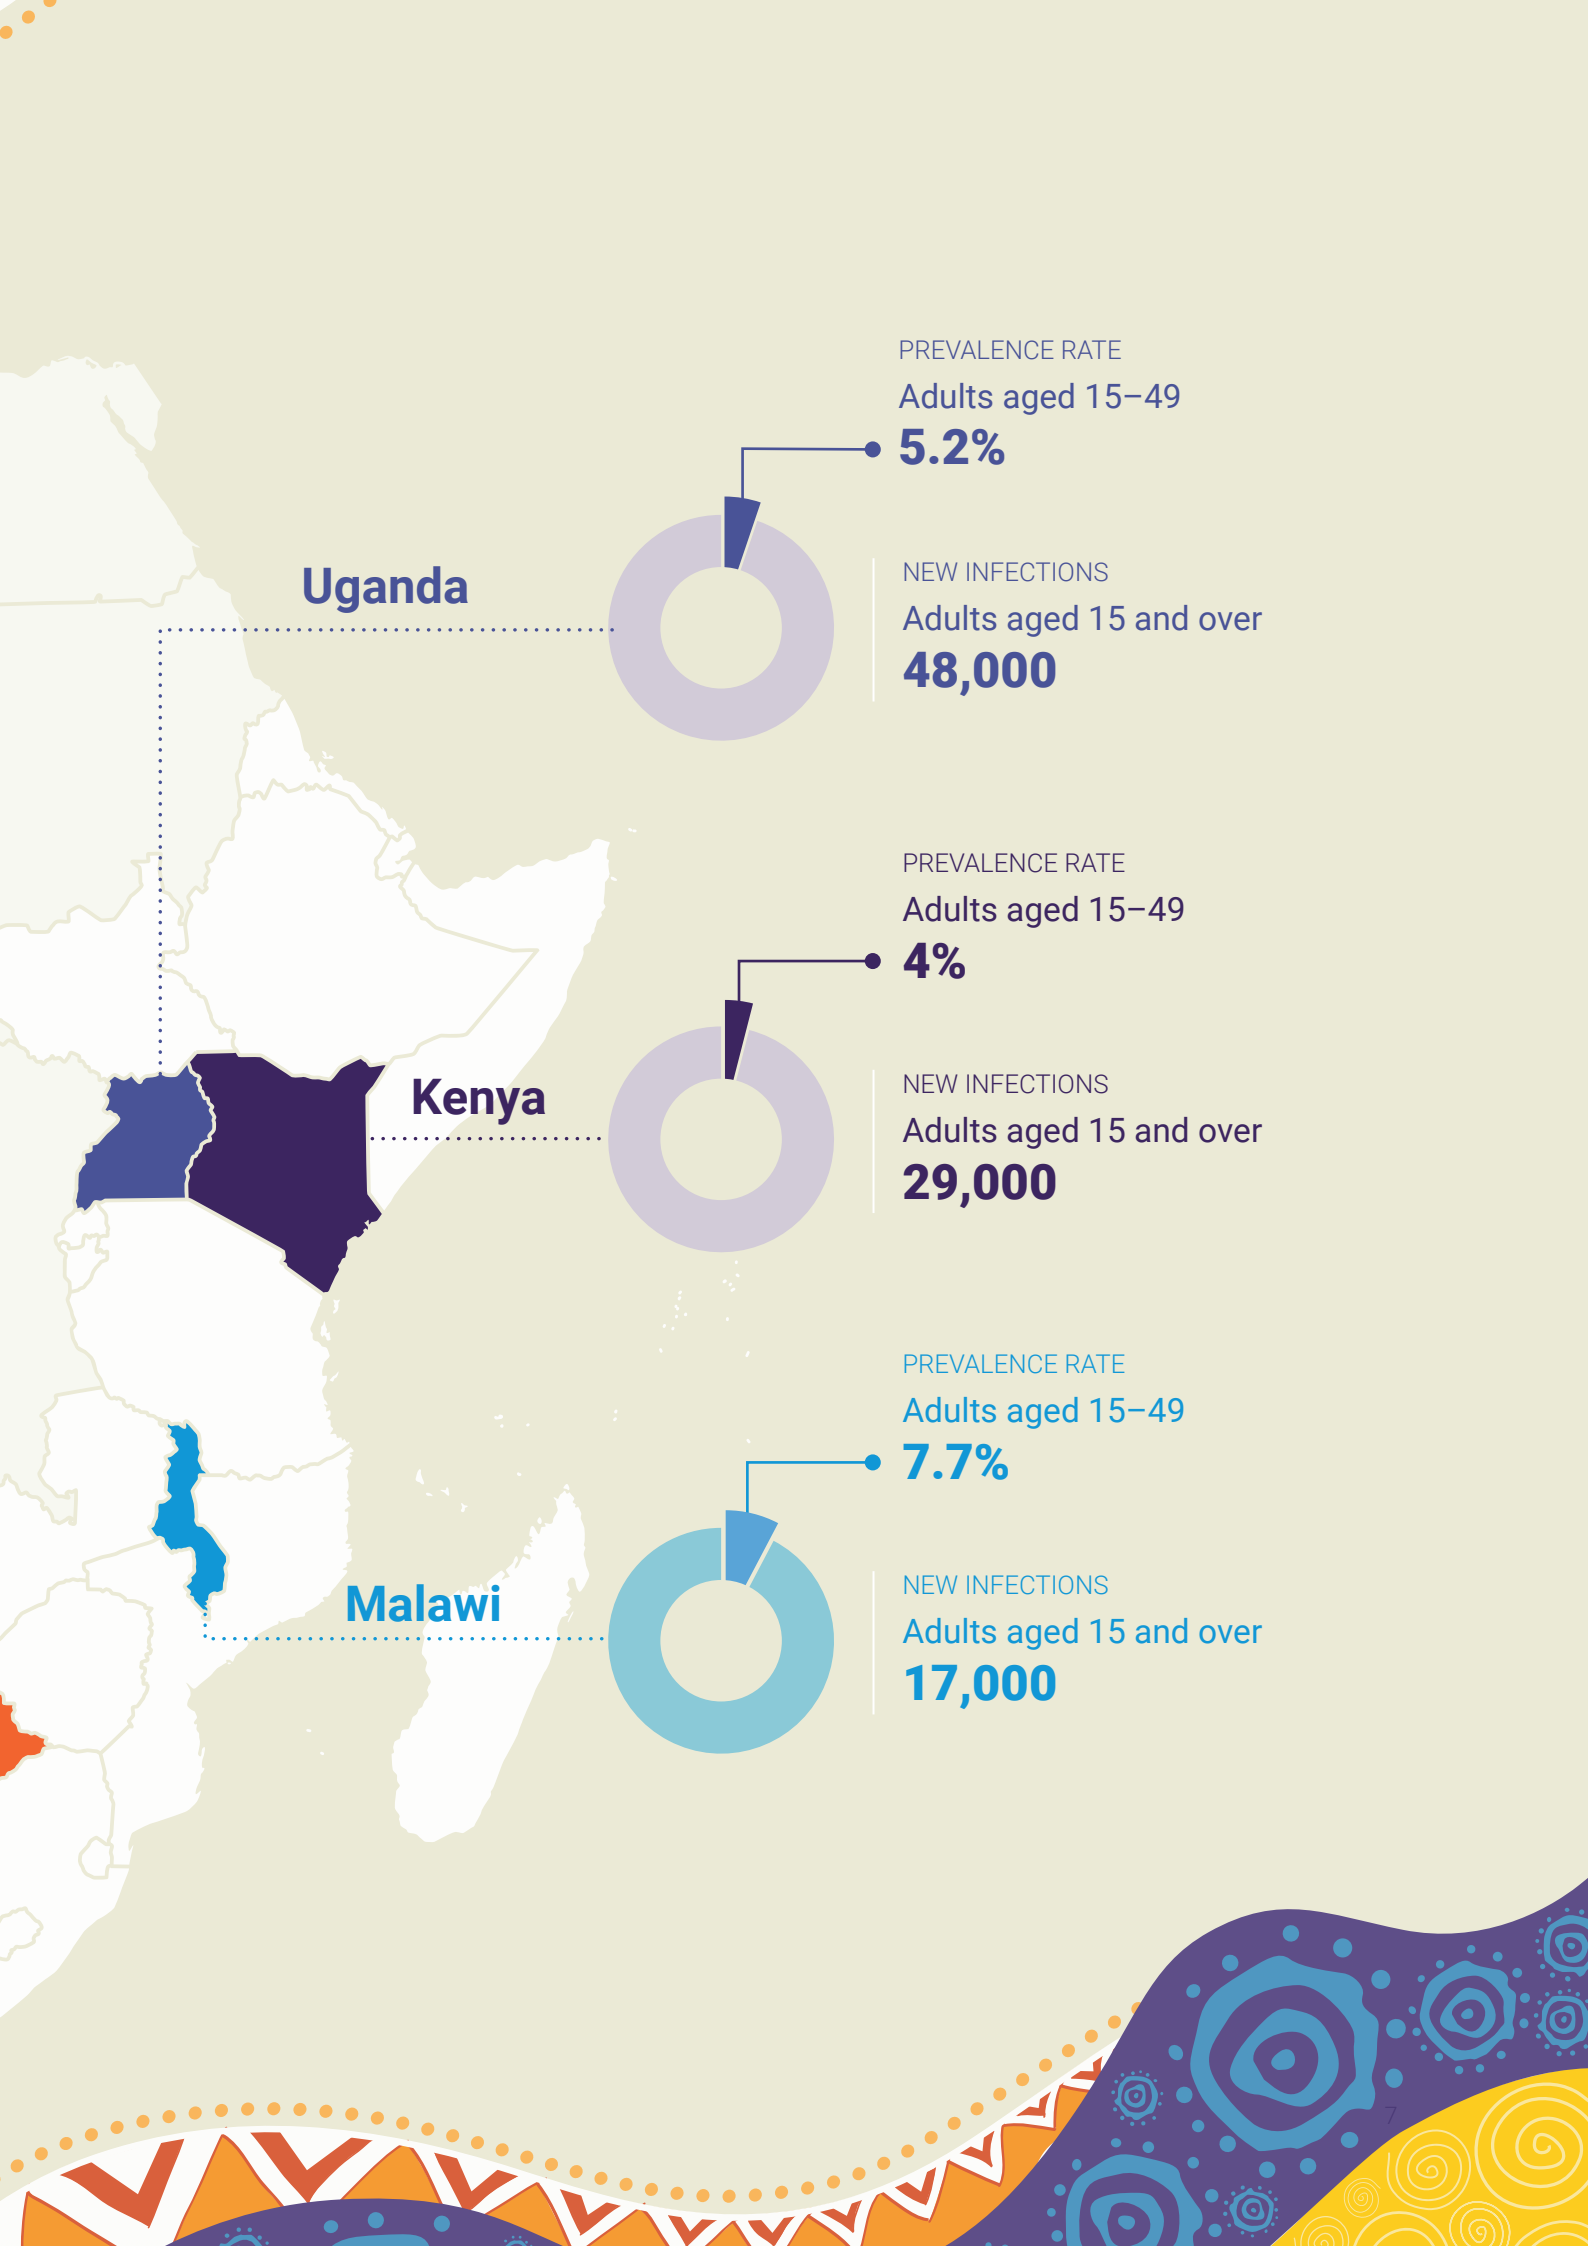 PREVALENCE RATE
Adults aged 15–49
5.2%
Uganda
NEW INFECTIONS
Adults aged 15 and over
48,000
PREVALENCE RATE
Adults aged 15–49
4%
Kenya
NEW INFECTIONS
Adults aged 15 and over
29,000
PREVALENCE RATE
Adults aged 15–49
7.7%
Malawi
NEW INFECTIONS
Adults aged 15 and over
17,000
7